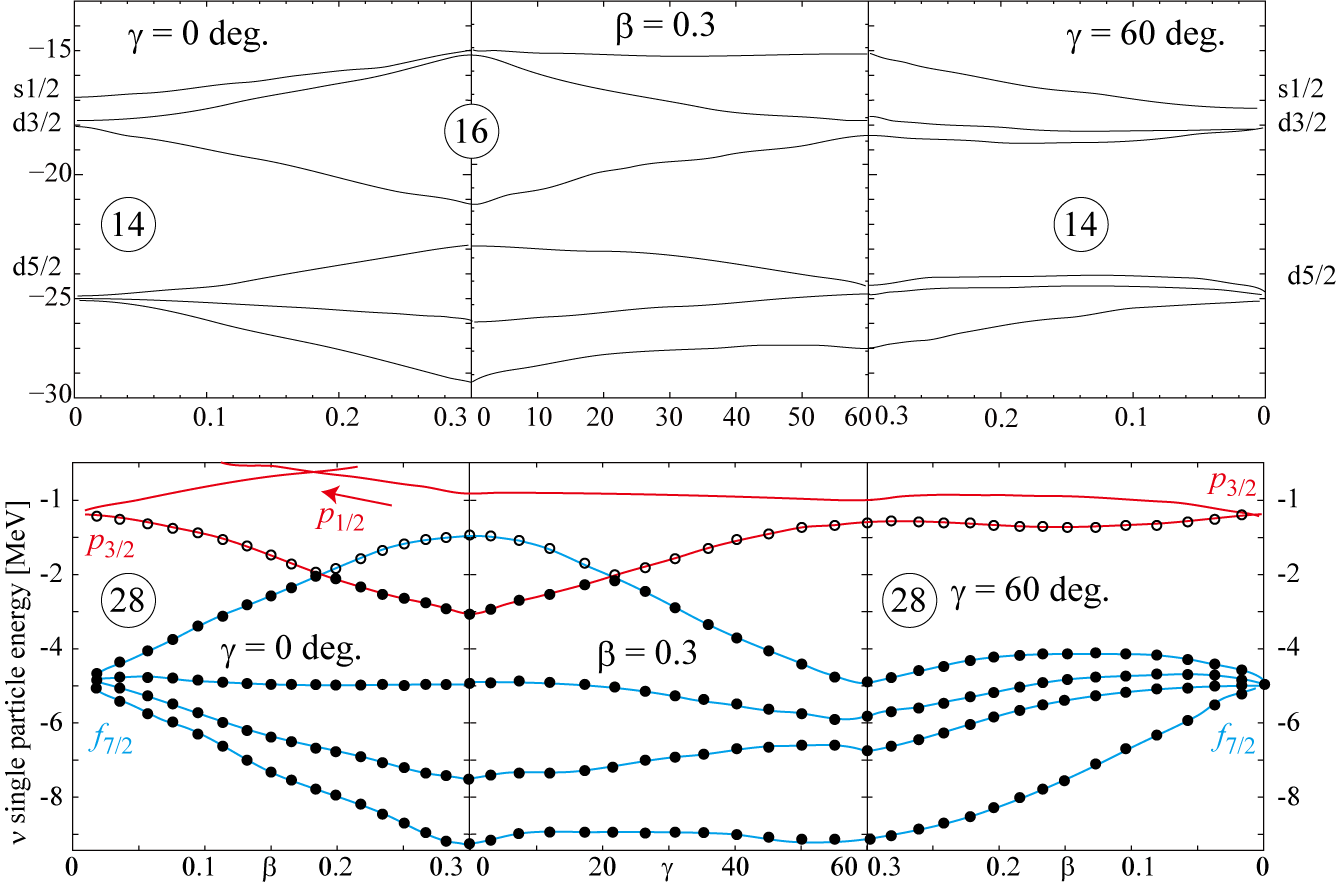 γ = 0 deg.
β = 0.3
γ = 60 deg.
−15
s1/2
s1/2
d3/2
16
d3/2
−20
14
14
d5/2
d5/2
−25
−30
0 0.1 0.2 0.3 0 10 20 30 40 50 60 0.3 0.2 0.1 0
ν single particle energy [MeV]
-1
p3/2
-1
p1/2
p3/2
-2
-2
28
28
γ = 60 deg.
γ = 0 deg.
β = 0.3
-4
-4
f7/2
-6
f7/2
-6
-8
-8
0 0.1 β 0.2 0.3 0 20 γ 40 60 0.2 β 0.1 0